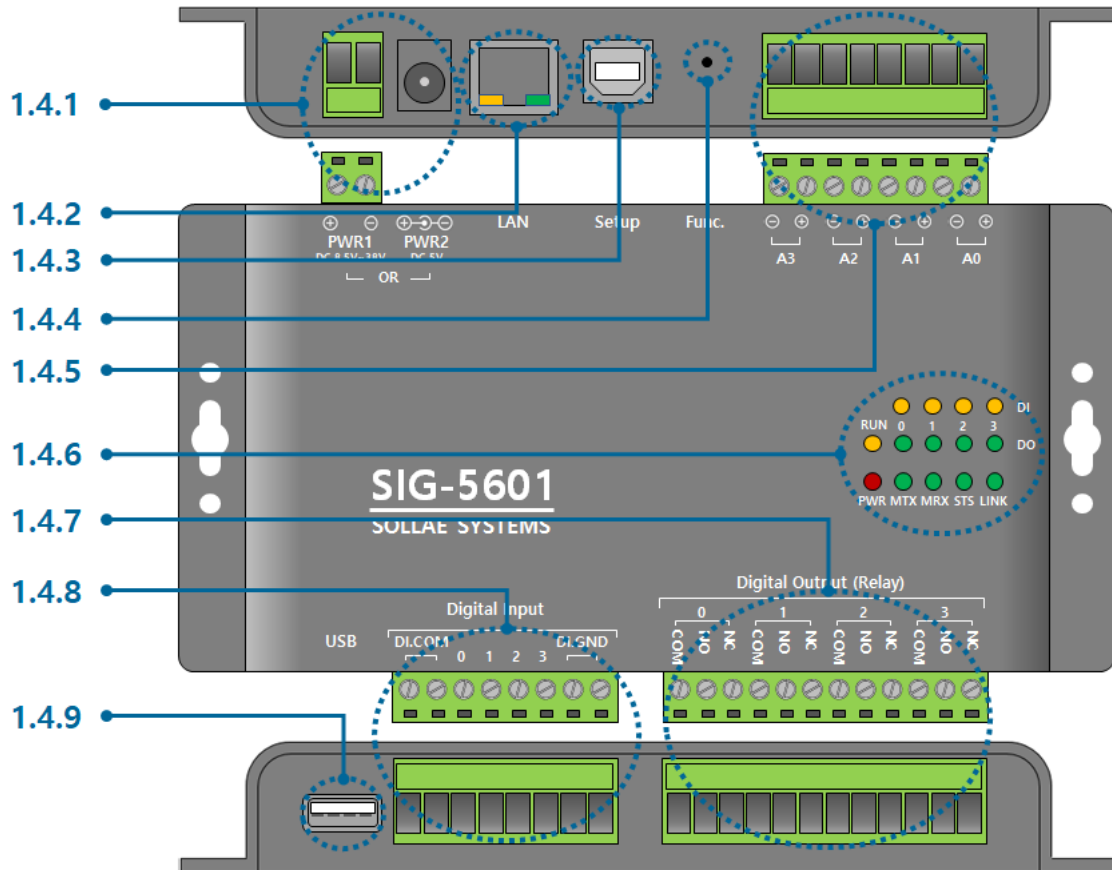 1.4.1
1.4.2
1.4.3
1.4.4
1.4.5
1.4.6
1.4.7
1.4.8
1.4.9
PWR1
DC 8.5V~38V
PWR2
DC 5V
OR
LAN
Setup
Func.
A3 A2 A1 A0
DI
RUN 0 1 2 3
DO
PWR MTX MRX STS LINK
SIG-5601
SOLLAE SYSTEMS
Digital Output (Relay)
0 1 2 3
COM NO NC COM NO NC COM NO NC COM NO NC
Digital Input
USB
DI.COM 0 1 2 3 DI.GND